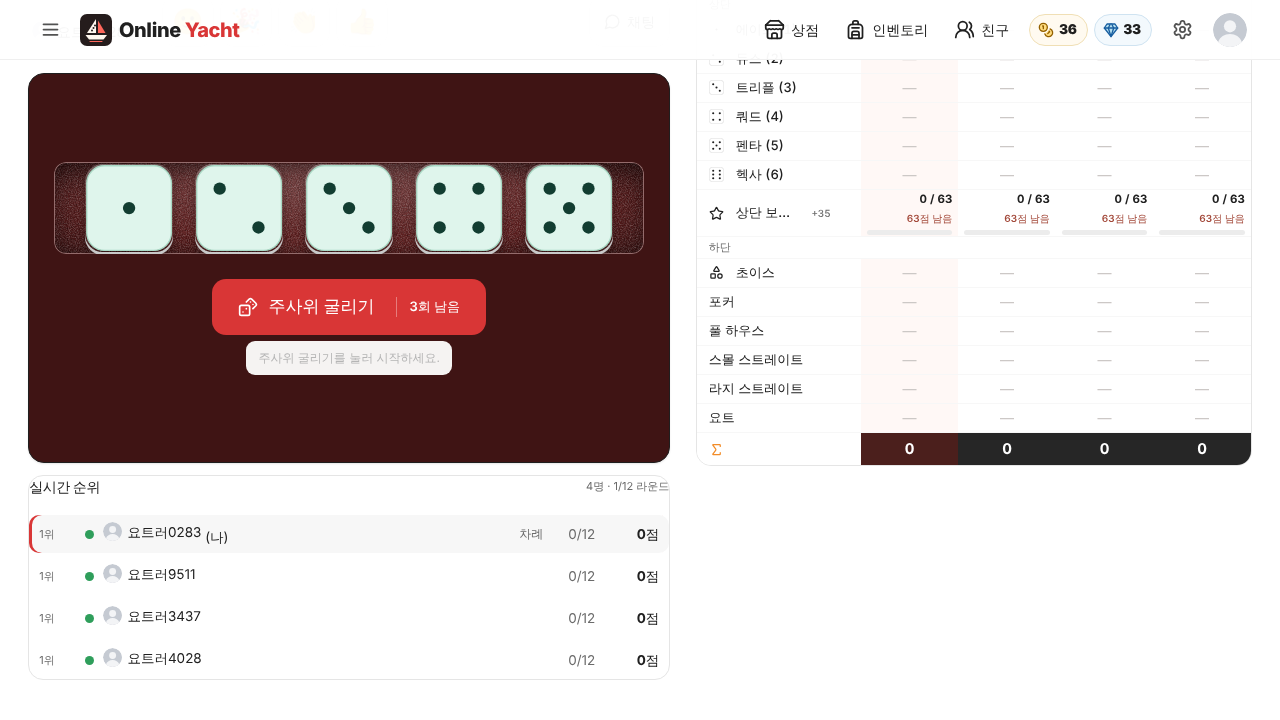 Online Yacht
상점
인벤토리
친구
36
33
트리플 (3)
쿼드 (4)
펜타 (5)
헥사 (6)
상단 보... +35
0 / 63 0 / 63 0 / 63 0 / 63
63점 남음 63점 남음 63점 남음 63점 남음
하단
초이스
포커
풀 하우스
스몰 스트레이트
라지 스트레이트
요트
Σ 0 0 0 0
주사위 굴리기 3회 남음
주사위 굴리기를 눌러 시작하세요.
실시간 순위 4명 · 1/12 라운드
1위 요트러0283 (나) 차례 0/12 0점
1위 요트러9511 0/12 0점
1위 요트러3437 0/12 0점
1위 요트러4028 0/12 0점